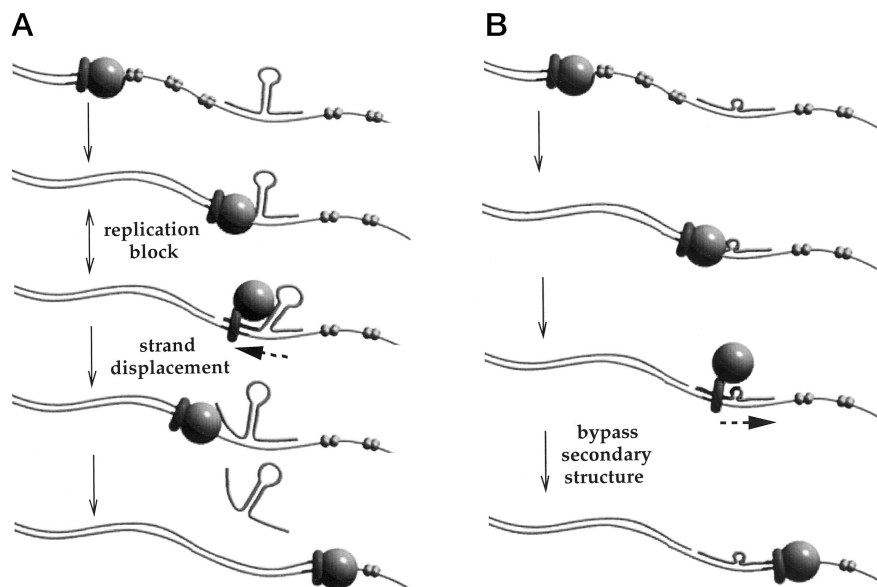 A
B
replication
block
strand
displacement
bypass
secondary
structure